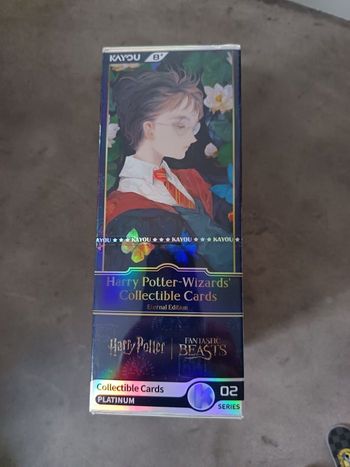 KAYOU 8+
KAYOU ★★★ KAYOU ★★★ KAYOU ★★★ KAYOU ★
Harry Potter-Wizards'
Collectible Cards
Eternal Edition
Harry Potter FANTASTIC
BEASTS
Collectible Cards
PLATINUM
02
SERIES